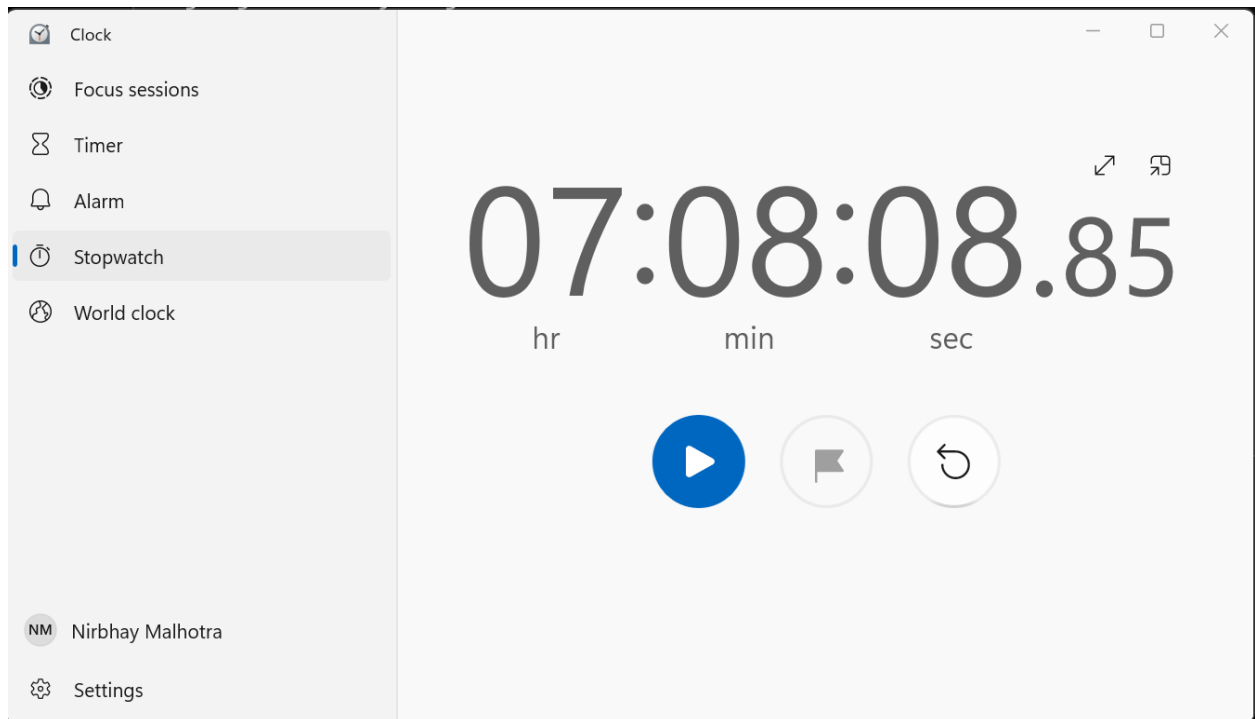 Clock
Focus sessions
Timer
Alarm
Stopwatch
World clock
07:08:08.85
hr min sec
NM Nirbhay Malhotra
Settings